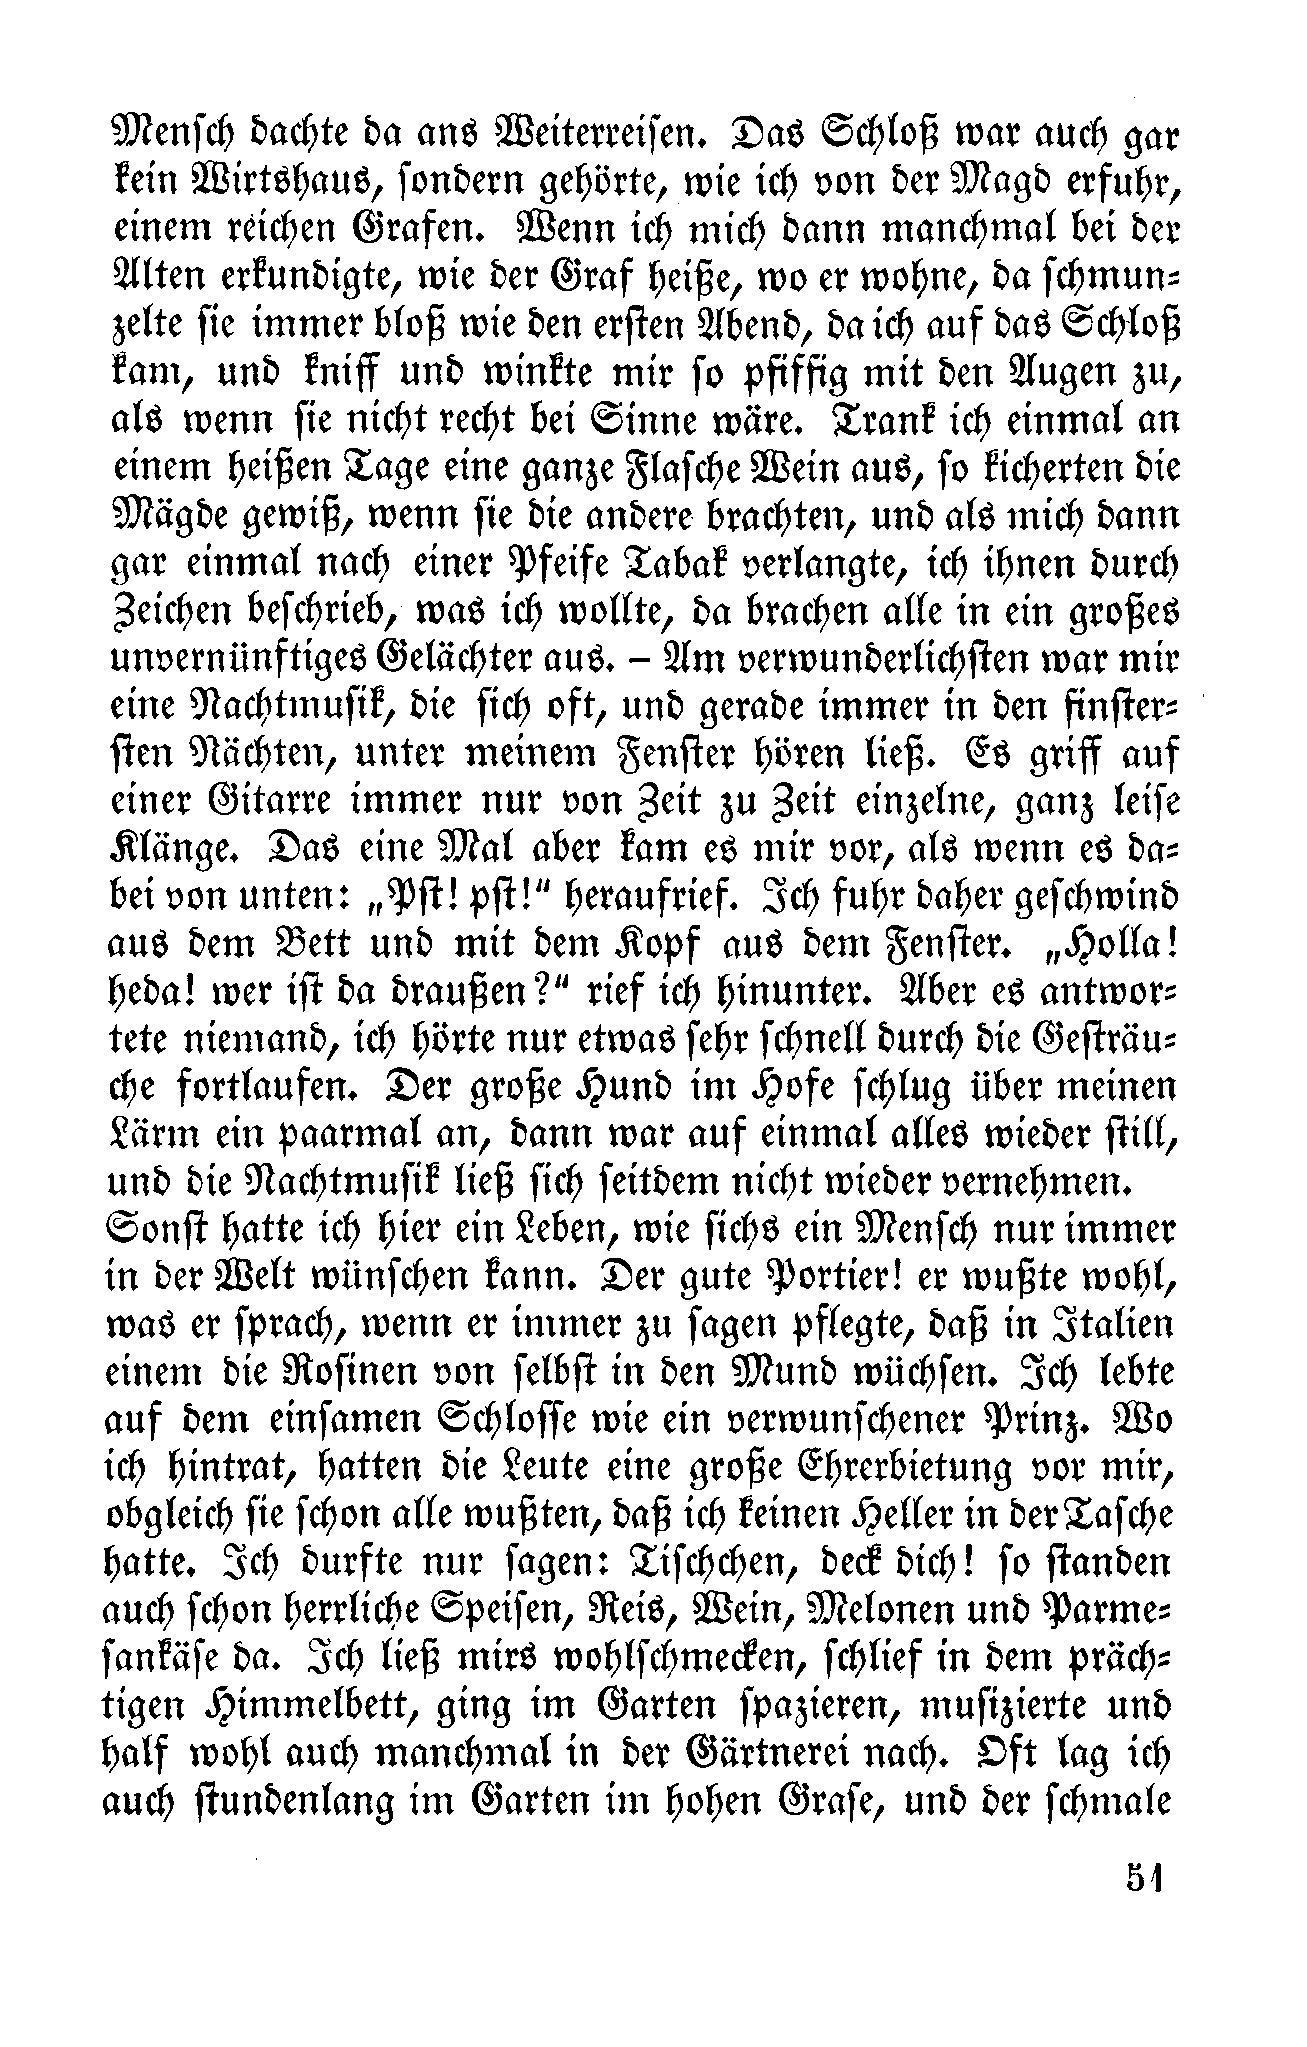 Mensch dachte da ans Weiterreisen. Das Schloß war auch gar
kein Wirtshaus, sondern gehörte, wie ich von der Magd erfuhr,
einem reichen Grafen. Wenn ich mich dann manchmal bei der
Alten erkundigte, wie der Graf heiße, wo er wohne, da schmun-
zelte sie immer bloß wie den ersten Abend, da ich auf das Schloß
kam, und kniff und winkte mir so pfiffig mit den Augen zu,
als wenn sie nicht recht bei Sinne wäre. Trank ich einmal an
einem heißen Tage eine ganze Flasche Wein aus, so kicherten die
Mägde gewiß, wenn sie die andere brachten, und als mich dann
gar einmal nach einer Pfeife Tabak verlangte, ich ihnen durch
Zeichen beschrieb, was ich wollte, da brachen alle in ein großes
unvernünftiges Gelächter aus. – Am verwunderlichsten war mir
eine Nachtmusik, die sich oft, und gerade immer in den finster-
sten Nächten, unter meinem Fenster hören ließ. Es griff auf
einer Gitarre immer nur von Zeit zu Zeit einzelne, ganz leise
Klänge. Das eine Mal aber kam es mir vor, als wenn es da-
bei von unten: „Pst! pst!“ heraufrief. Ich fuhr daher geschwind
aus dem Bett und mit dem Kopf aus dem Fenster. „Holla!
heda! wer ist da draußen?“ rief ich hinunter. Aber es antwor-
tete niemand, ich hörte nur etwas sehr schnell durch die Gesträu-
che fortlaufen. Der große Hund im Hofe schlug über meinen
Lärm ein paarmal an, dann war auf einmal alles wieder still,
und die Nachtmusik ließ sich seitdem nicht wieder vernehmen.
Sonst hatte ich hier ein Leben, wie sichs ein Mensch nur immer
in der Welt wünschen kann. Der gute Portier! er wußte wohl,
was er sprach, wenn er immer zu sagen pflegte, daß in Italien
einem die Rosinen von selbst in den Mund wüchsen. Ich lebte
auf dem einsamen Schlosse wie ein verwunschener Prinz. Wo
ich hintrat, hatten die Leute eine große Ehrerbietung vor mir,
obgleich sie schon alle wußten, daß ich keinen Heller in der Tasche
hatte. Ich durfte nur sagen: Tischchen, deck dich! so standen
auch schon herrliche Speisen, Reis, Wein, Melonen und Parme-
sankäse da. Ich ließ mirs wohlschmecken, schlief in dem präch-
tigen Himmelbett, ging im Garten spazieren, musizierte und
half wohl auch manchmal in der Gärtnerei nach. Oft lag ich
auch stundenlang im Garten im hohen Grase, und der schmale
51